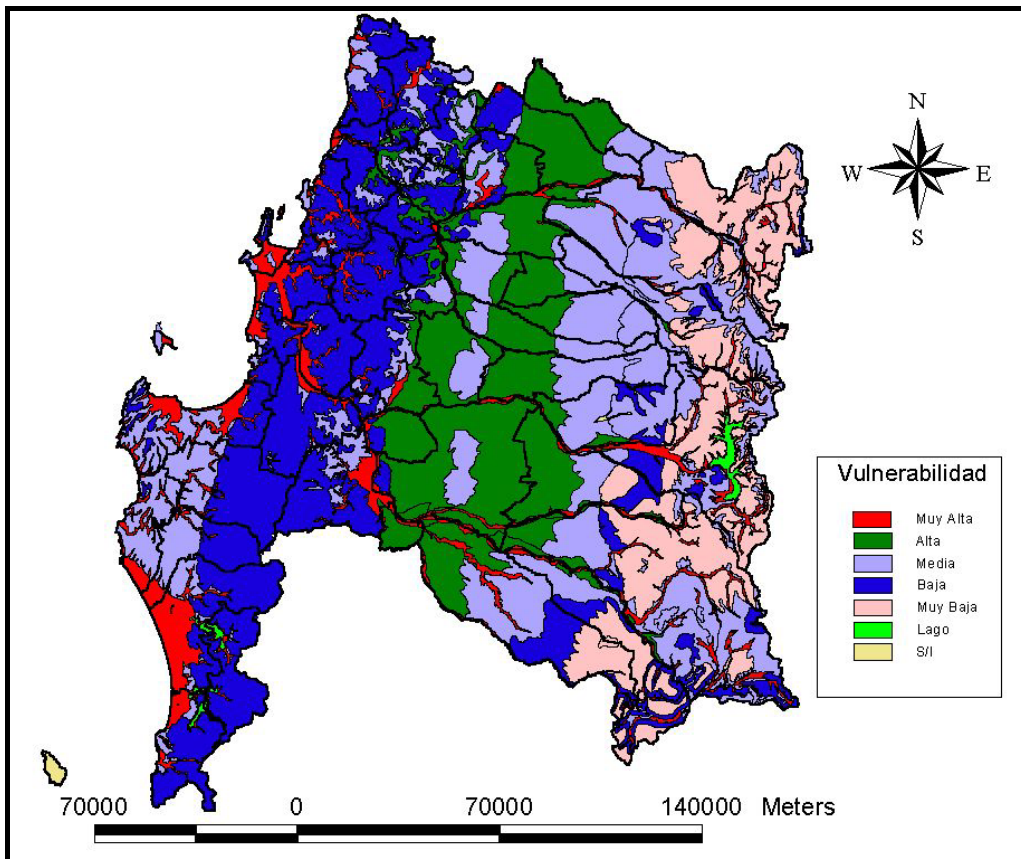 N
W E
S
Vulnerabilidad
Muy Alta
Alta
Media
Baja
Muy Baja
Lago
S/I
70000 0 70000 140000 Meters